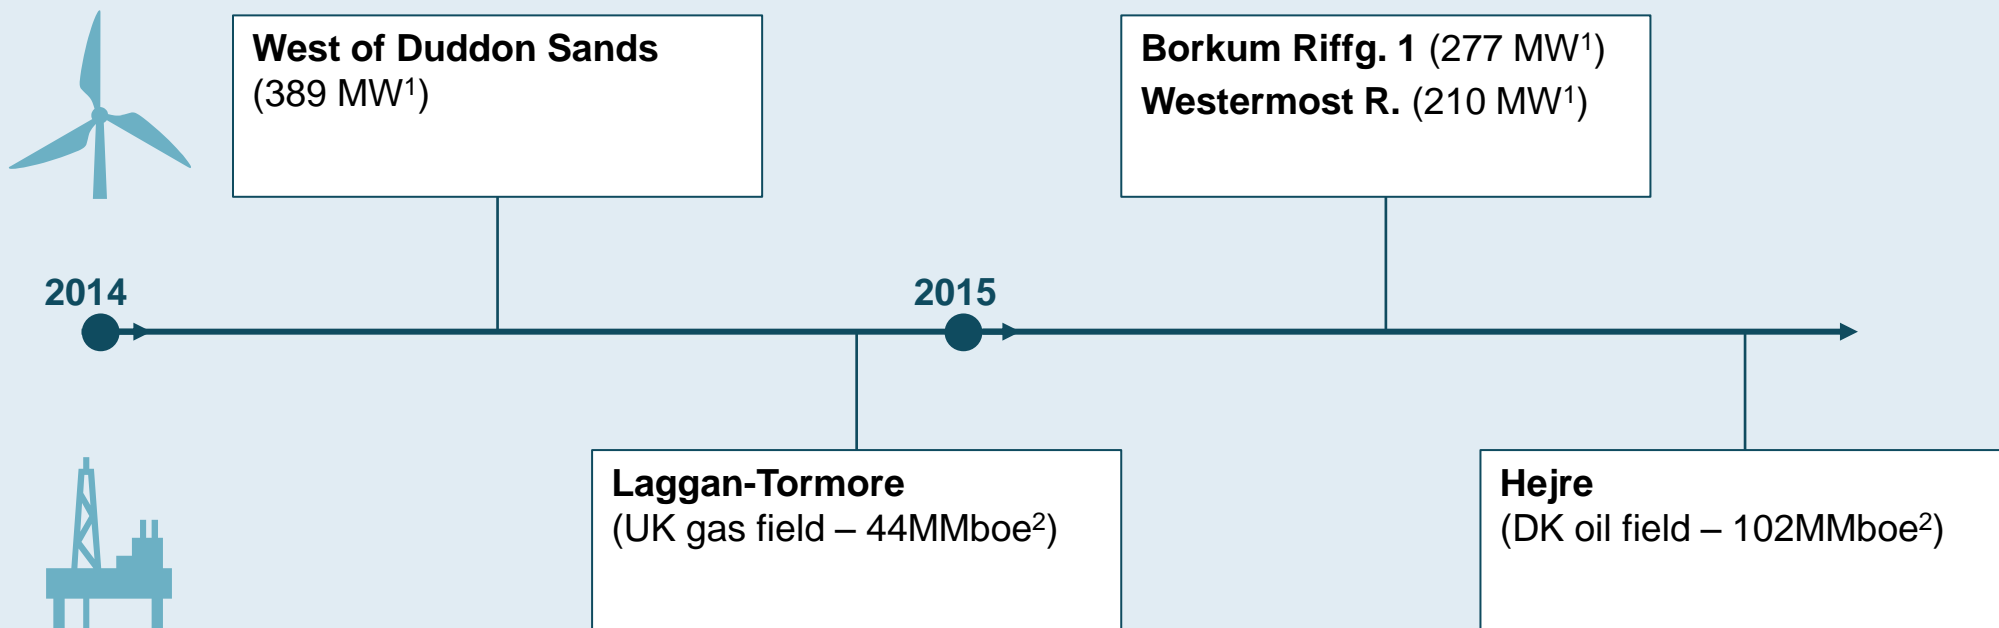 West of Duddon Sands
(389 MW¹)
Borkum Riffg. 1 (277 MW¹)
Westermost R. (210 MW¹)
2014
2015
Laggan-Tormore
(UK gas field – 44MMboe²)
Hejre
(DK oil field – 102MMboe²)